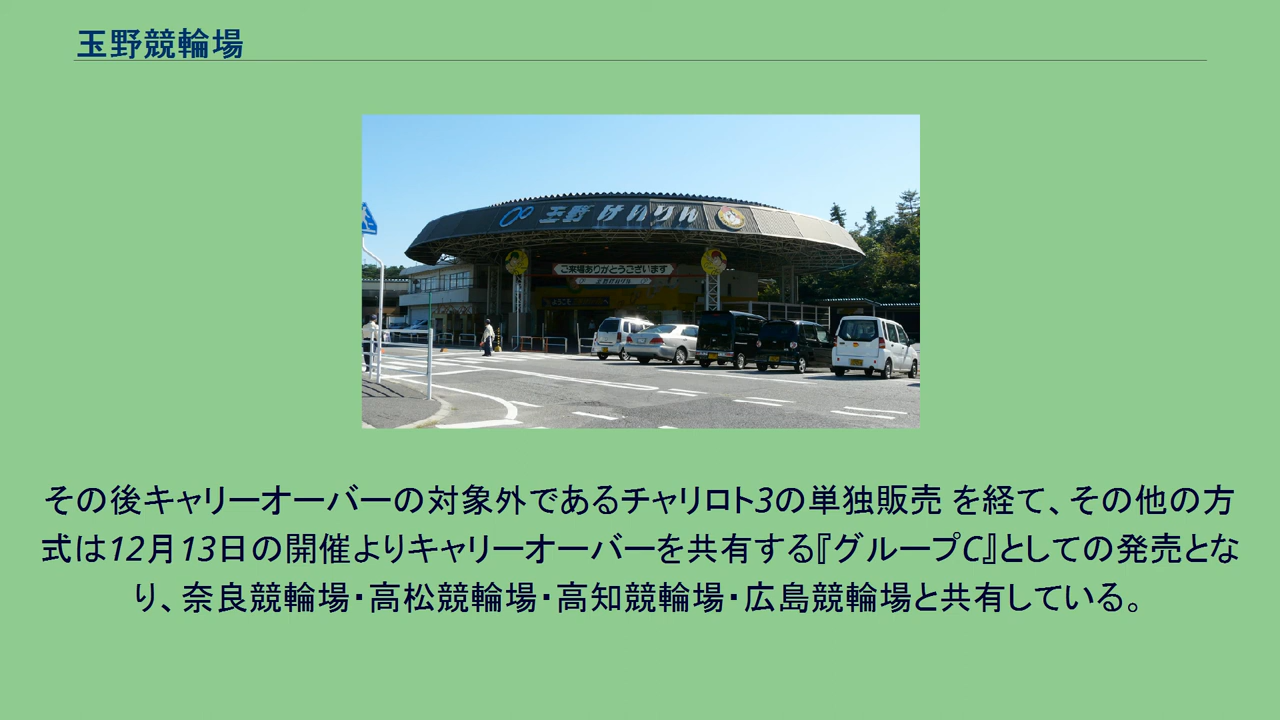 玉野競輪場
玉野けいりん
ご来場ありがとうございます
その後キャリーオーバーの対象外であるチャリロト3の単独販売 を経て、その他の方
式は12月13日の開催よりキャリーオーバーを共有する『グループC』としての発売とな
り、奈良競輪場・高松競輪場・高知競輪場・広島競輪場と共有している。